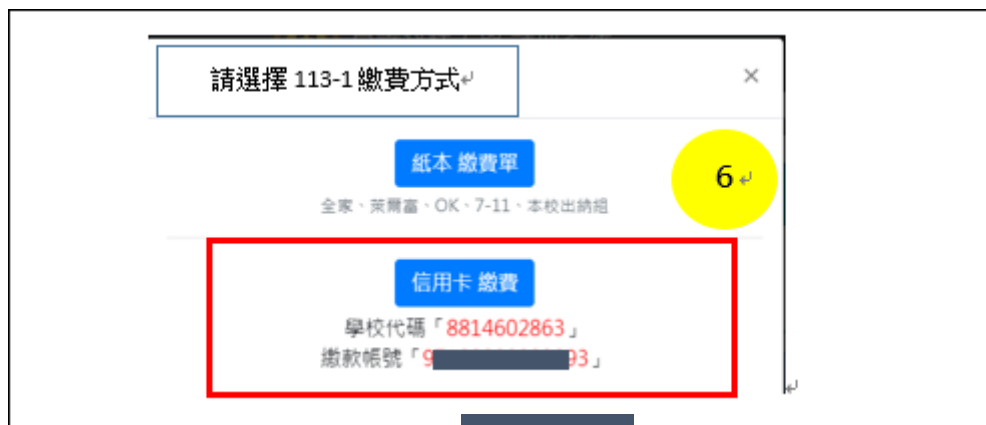 請選擇 113-1 繳費方式
×
紙本 繳費單
6
全家、萊爾富、OK、7-11、本校出納組
信用卡 繳費
學校代碼「8814602863」
繳款帳號「9 93」